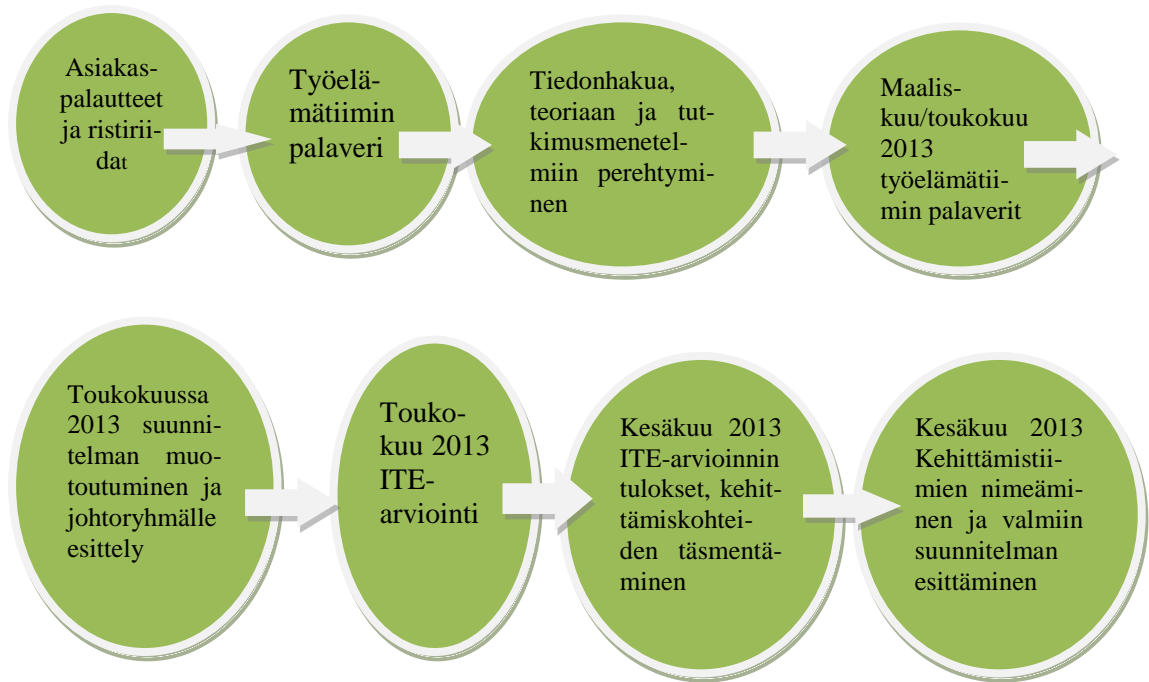 Asiakas-
palautteet
ja ristirii-
dat
Työelä-
mätiimin
palaveri
Tiedonhakua,
teoriaan ja tut-
kimusmenetel-
miin perehtymi-
nen
Maalis-
kuu/toukokuu
2013
työelämätii-
min palaverit
Toukokuussa
2013 suunni-
telman muo-
toutuminen ja
johtoryhmälle
esittely
Touko-
kuu 2013
ITE-
arviointi
Kesäkuu 2013
ITE-arvioinnin
tulokset, kehit-
tämiskohtei-
den täsmentä-
minen
Kesäkuu 2013
Kehittämistii-
mien nimeämi-
nen ja valmiin
suunnitelman
esittäminen